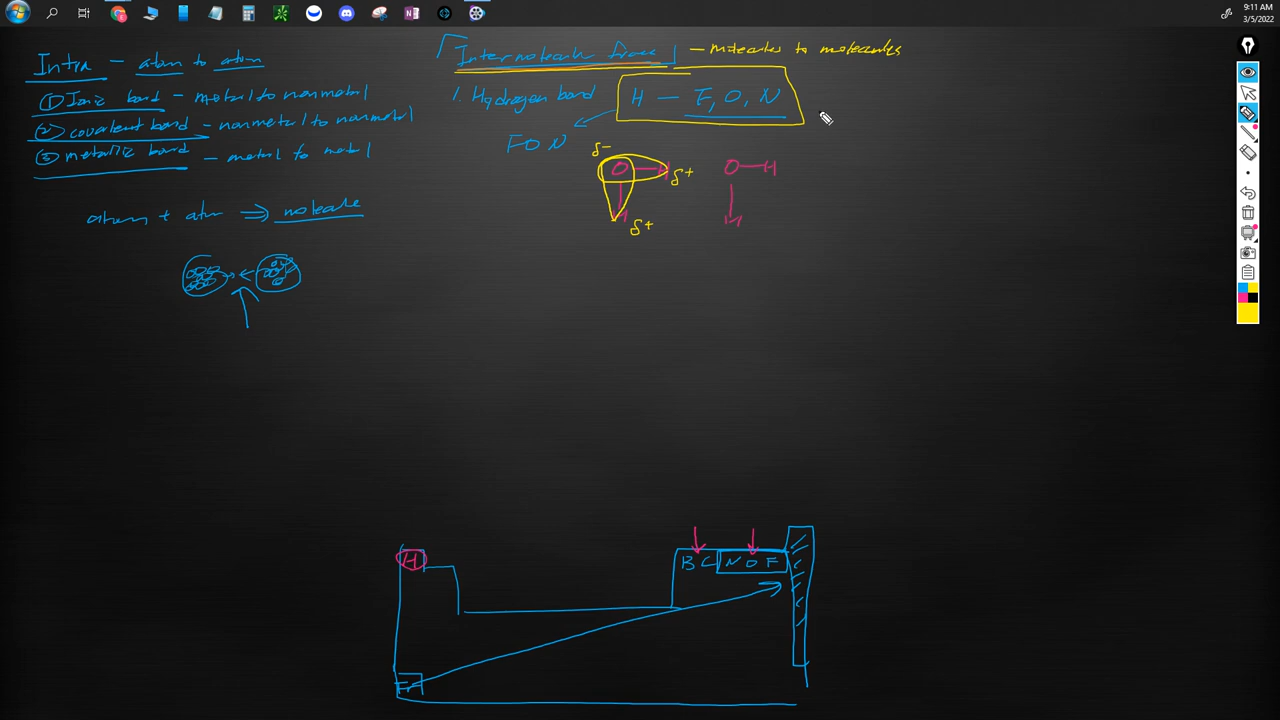 9:11 AM
3/5/2022
Intra - atom to atom
① Ionic bond - metal to nonmetal
② covalent bond - nonmetal to nonmetal
③ metallic bond - metal to metal
atom + atom ⇒ molecule
Intermolecular forces - molecules to molecules
1. Hydrogen bond H - F, O, N
F O N
δ-
O H δ+
H δ+
O H
H
H
B C N O F
Fr